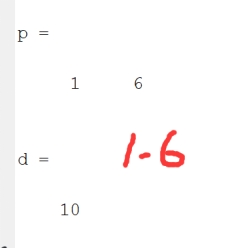 p =
1 6
1-6
d =
10